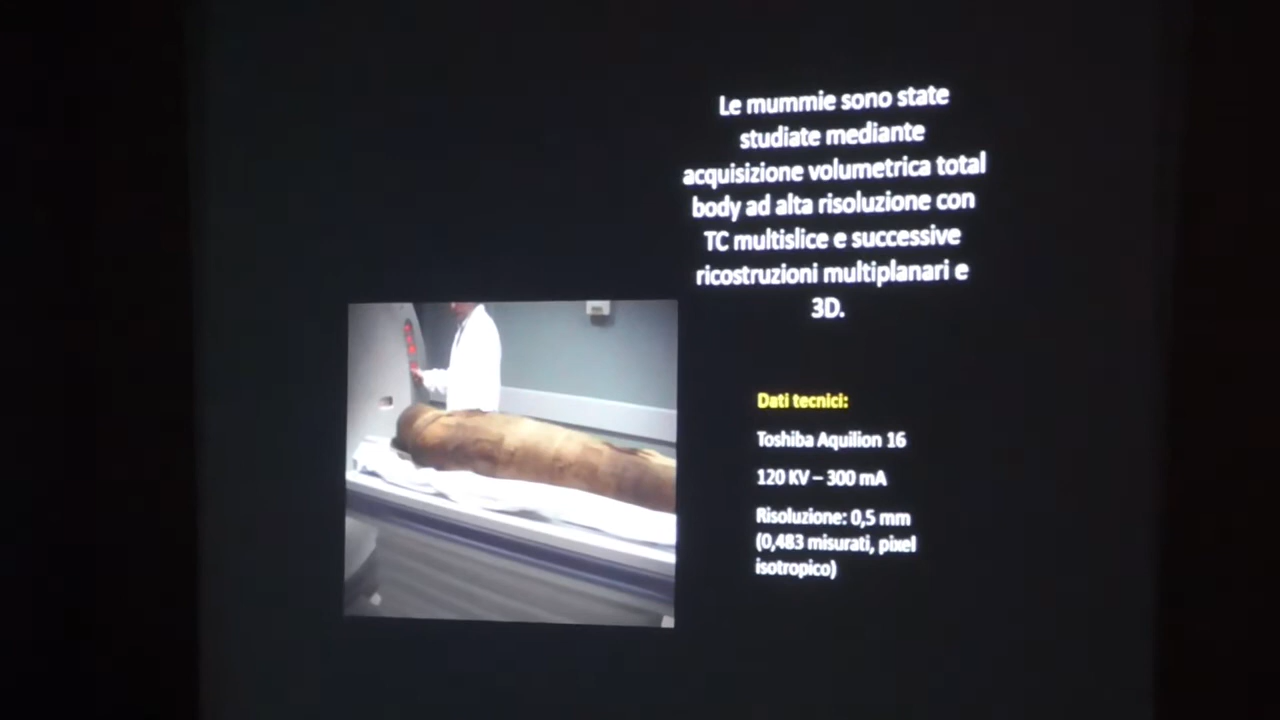 Le mummie sono state
studiate mediante
acquisizione volumetrica total
body ad alta risoluzione con
TC multislice e successive
ricostruzioni multiplanari e
3D.
Dati tecnici:
Toshiba Aquilion 16
120 KV – 300 mA
Risoluzione: 0,5 mm
(0,483 misurati, pixel
isotropico)